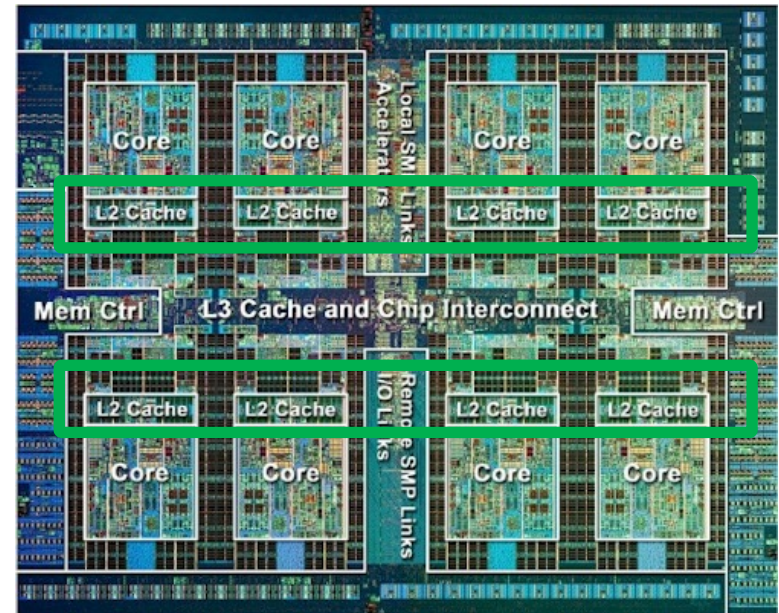 Core Core Core Core
Local SMP Links
Accelerators
L2 Cache L2 Cache L2 Cache L2 Cache
Mem Ctrl L3 Cache and Chip Interconnect Mem Ctrl
L2 Cache L2 Cache L2 Cache L2 Cache
Remote SMP Links
I/O Links
Core Core Core Core